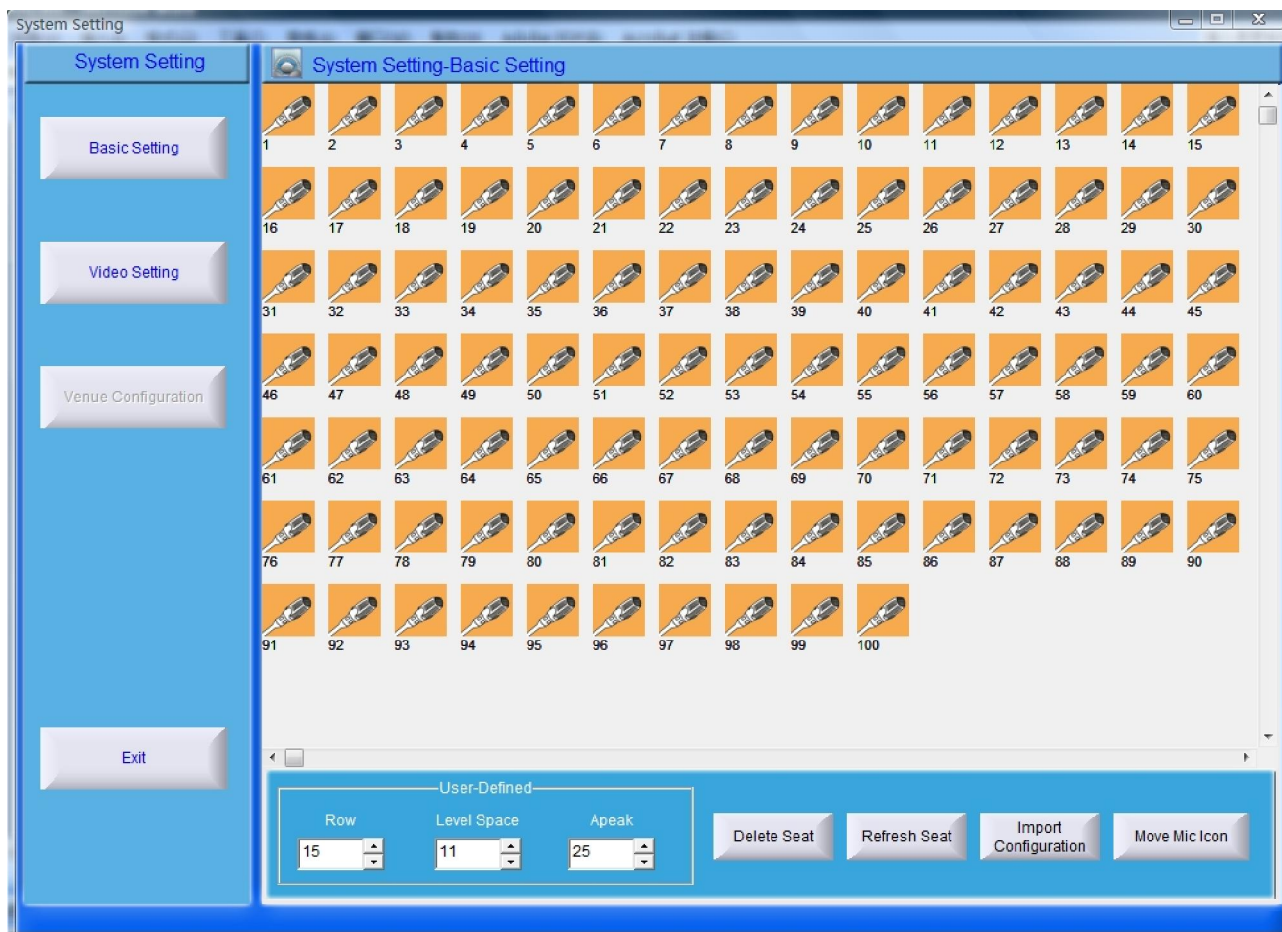 System Setting
System Setting
System Setting-Basic Setting
Basic Setting
Video Setting
Venue Configuration
Exit
1 2 3 4 5 6 7 8 9 10 11 12 13 14 15
16 17 18 19 20 21 22 23 24 25 26 27 28 29 30
31 32 33 34 35 36 37 38 39 40 41 42 43 44 45
46 47 48 49 50 51 52 53 54 55 56 57 58 59 60
61 62 63 64 65 66 67 68 69 70 71 72 73 74 75
76 77 78 79 80 81 82 83 84 85 86 87 88 89 90
91 92 93 94 95 96 97 98 99 100
User-Defined
Row Level Space Apeak
15 11 25
Delete Seat
Refresh Seat
Import
Configuration
Move Mic Icon